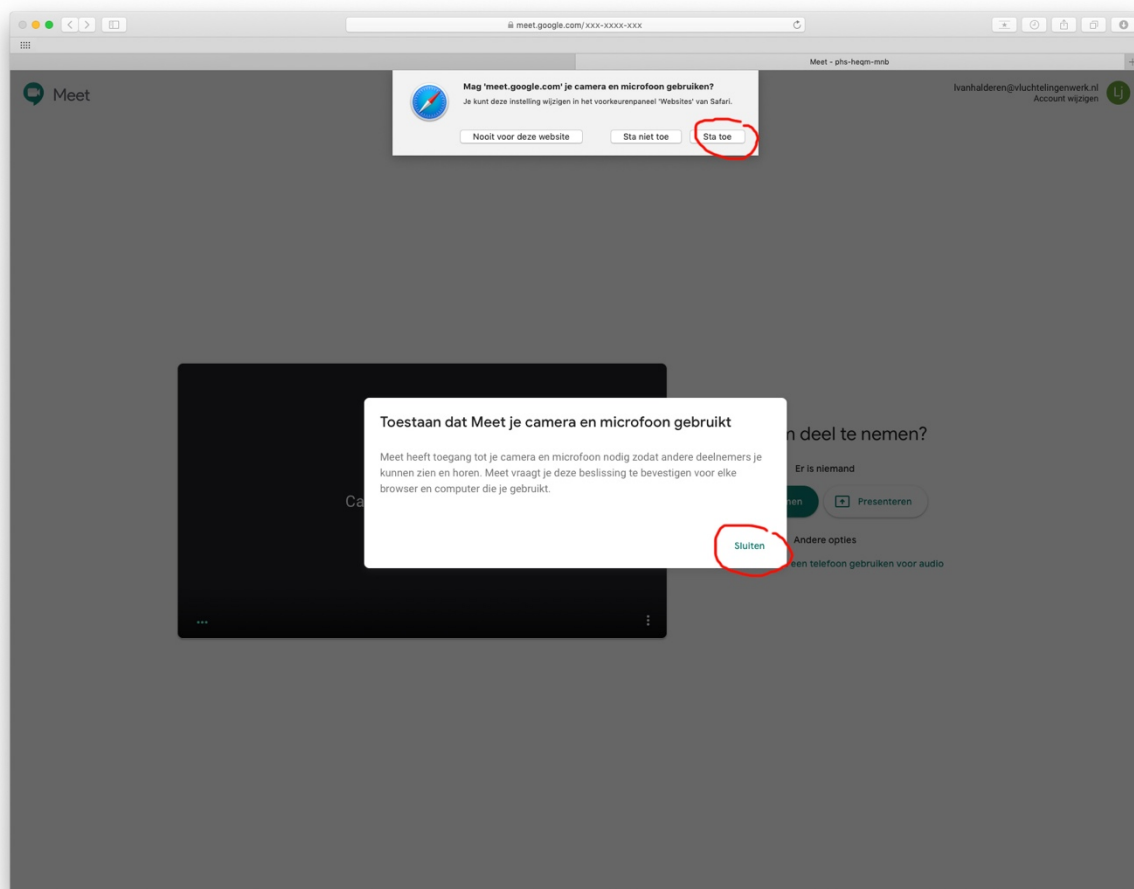 meet.google.com/xxx-xxxx-xxx
Meet - phs-heqm-mnb
Meet
Mag 'meet.google.com' je camera en microfoon gebruiken?
Je kunt deze instelling wijzigen in het voorkeurenpaneel 'Websites' van Safari.
Nooit voor deze website
Sta niet toe
Sta toe
lvanhalderen@vluchtelingenwerk.nl
Account wijzigen
Lj
Toestaan dat Meet je camera en microfoon gebruikt
Meet heeft toegang tot je camera en microfoon nodig zodat andere deelnemers je
kunnen zien en horen. Meet vraagt je deze beslissing te bevestigen voor elke
browser en computer die je gebruikt.
Sluiten
Ca
deel te nemen?
Er is niemand
nen
Presenteren
Andere opties
een telefoon gebruiken voor audio